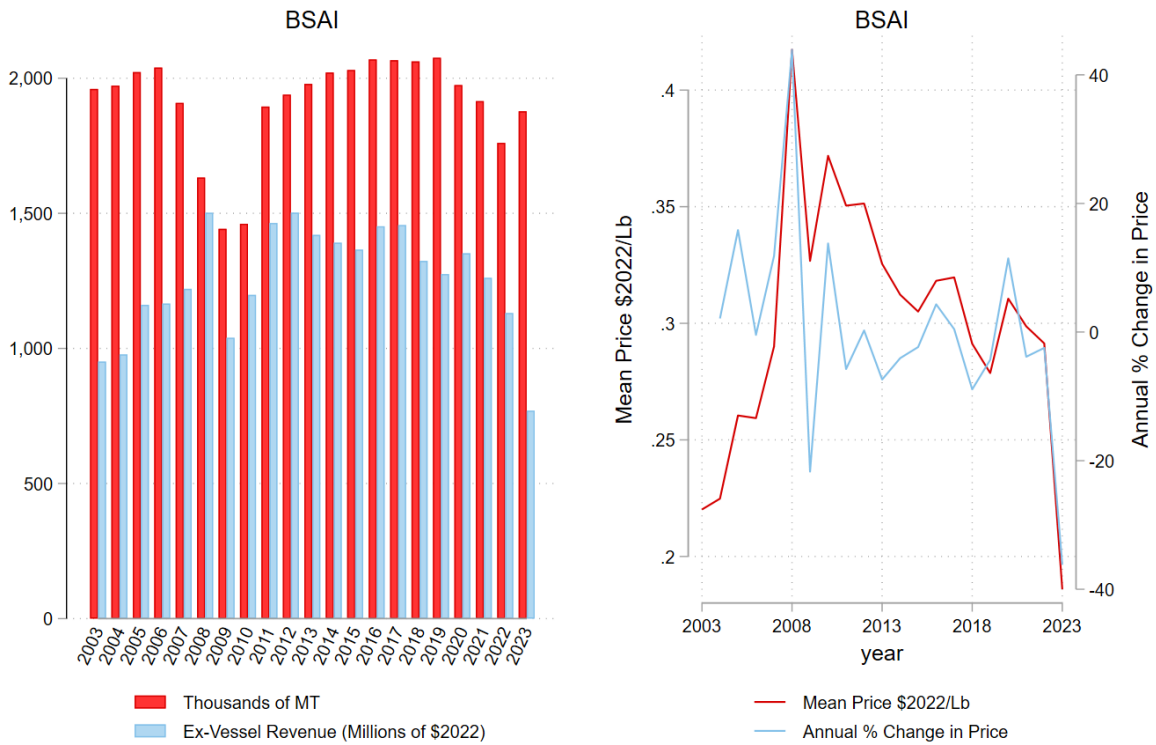 BSAI
2,000
1,500
1,000
500
0
2003 2004 2005 2006 2007 2008 2009 2010 2011 2012 2013 2014 2015 2016 2017 2018 2019 2020 2021 2022 2023
Thousands of MT
Ex-Vessel Revenue (Millions of $2022)
BSAI
Mean Price $2022/Lb
.4
.35
.3
.25
.2
40
20
0
-20
-40
Annual % Change in Price
2003 2008 2013 2018 2023
year
Mean Price $2022/Lb
Annual % Change in Price